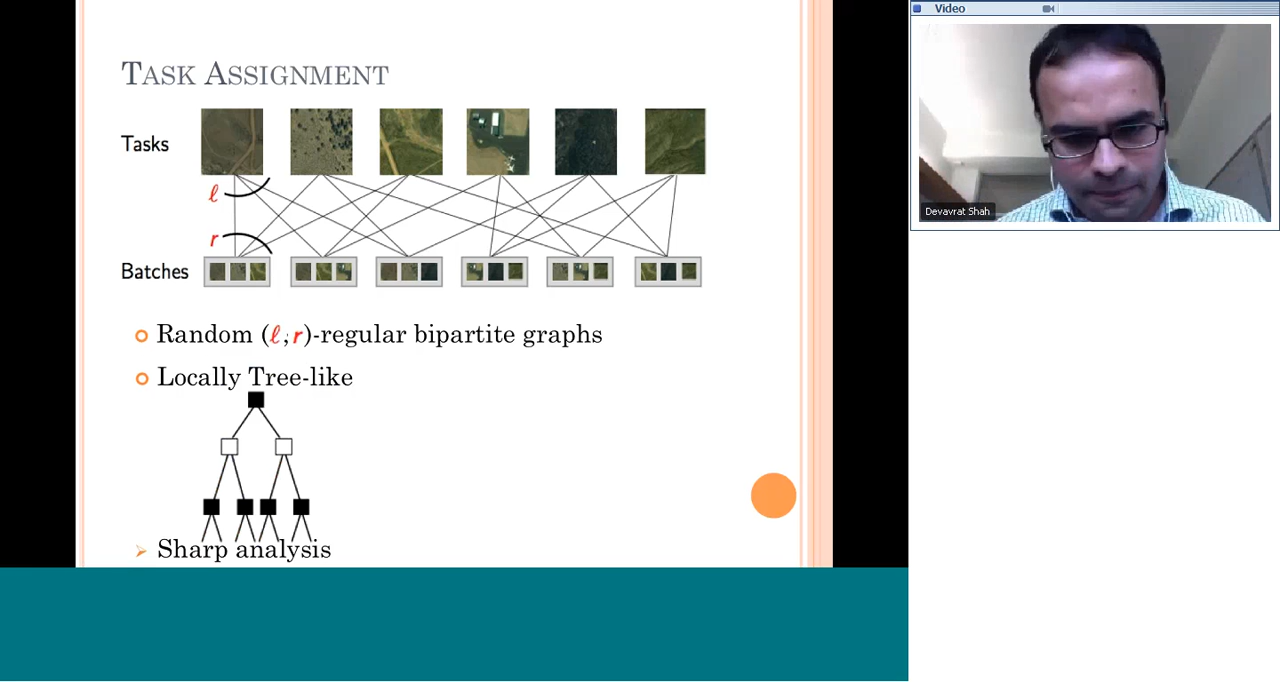 TASK ASSIGNMENT
Tasks
ℓ
r
Batches
Random (ℓ,r)-regular bipartite graphs
Locally Tree-like
Sharp analysis
Video
Devavrat Shah